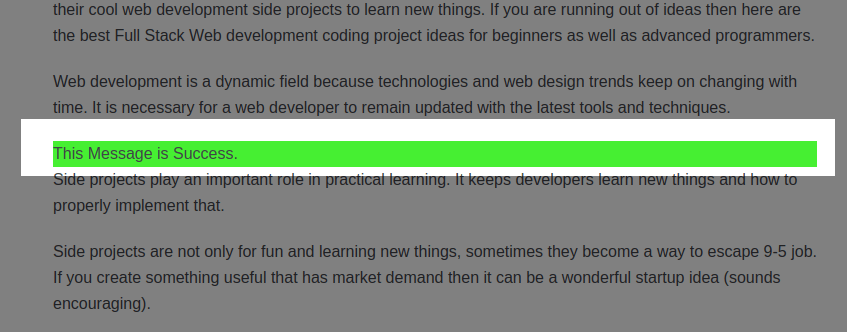 their cool web development side projects to learn new things. If you are running out of ideas then here are
the best Full Stack Web development coding project ideas for beginners as well as advanced programmers.
Web development is a dynamic field because technologies and web design trends keep on changing with
time. It is necessary for a web developer to remain updated with the latest tools and techniques.
This Message is Success.
Side projects play an important role in practical learning. It keeps developers learn new things and how to
properly implement that.
Side projects are not only for fun and learning new things, sometimes they become a way to escape 9-5 job.
If you create something useful that has market demand then it can be a wonderful startup idea (sounds
encouraging).